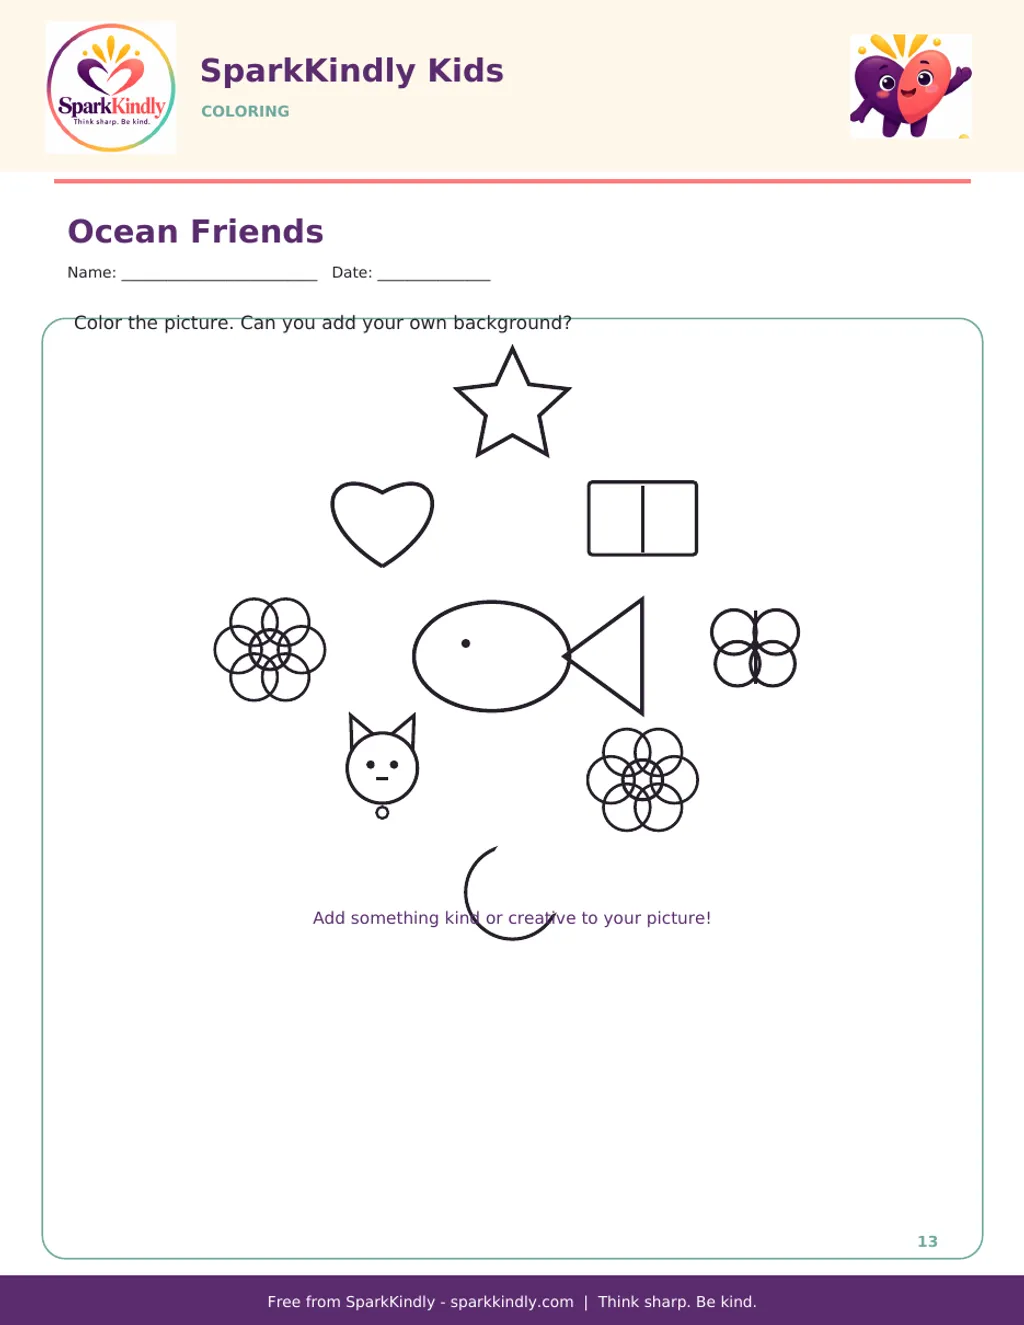 SparkKindly
Think sharp. Be kind.
SparkKindly Kids
COLORING
Ocean Friends
Name: _________________________ Date: ______________
Color the picture. Can you add your own background?
Add something kind or creative to your picture!
13
Free from SparkKindly - sparkkindly.com | Think sharp. Be kind.